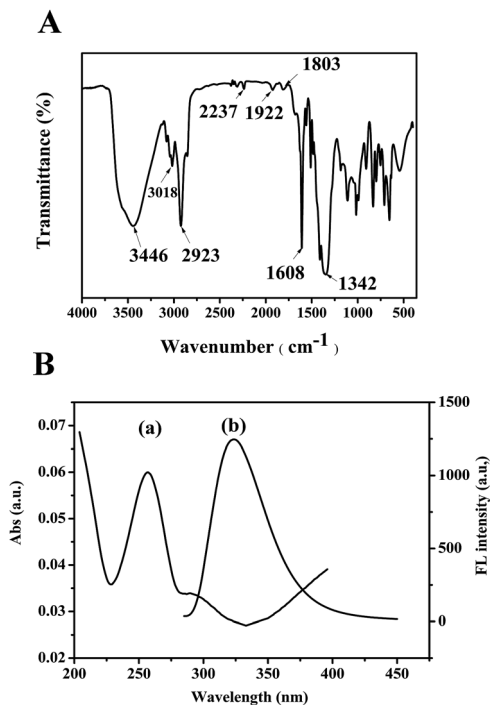 A
Transmittance (%)
1803
2237
1922
3018
3446
2923
1608
1342
4000 3500 3000 2500 2000 1500 1000 500
Wavenumber ( cm-1 )
B
(a) (b)
Abs (a.u.)
0.07
0.06
0.05
0.04
0.03
0.02
FL intensity (a.u,)
1500
1000
500
0
200 250 300 350 400 450
Wavelength (nm)